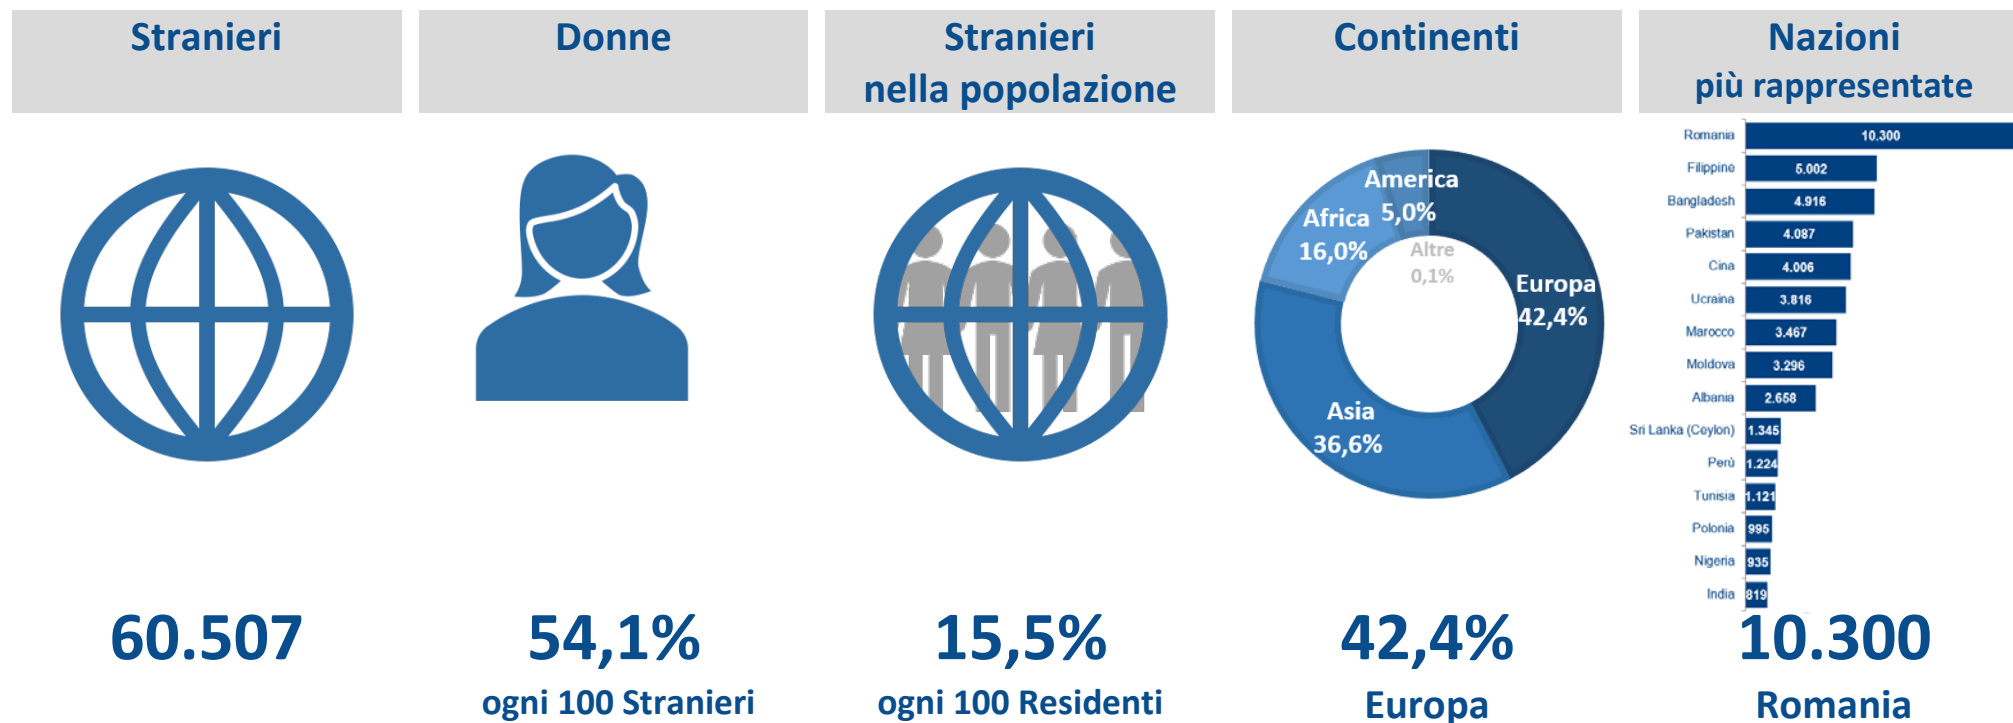 Stranieri
Donne
Stranieri
nella popolazione
Continenti
Nazioni
più rappresentate
America
5,0%
Africa
16,0%
Altre
0,1%
Europa
42,4%
Asia
36,6%
Romania 10.300
Filippine 5.002
Bangladesh 4.916
Pakistan 4.087
Cina 4.006
Ucraina 3.816
Marocco 3.467
Moldova 3.296
Albania 2.658
Sri Lanka (Ceylon) 1.345
Perù 1.224
Tunisia 1.121
Polonia 995
Nigeria 935
India 819
60.507
54,1%
ogni 100 Stranieri
15,5%
ogni 100 Residenti
42,4%
Europa
10.300
Romania